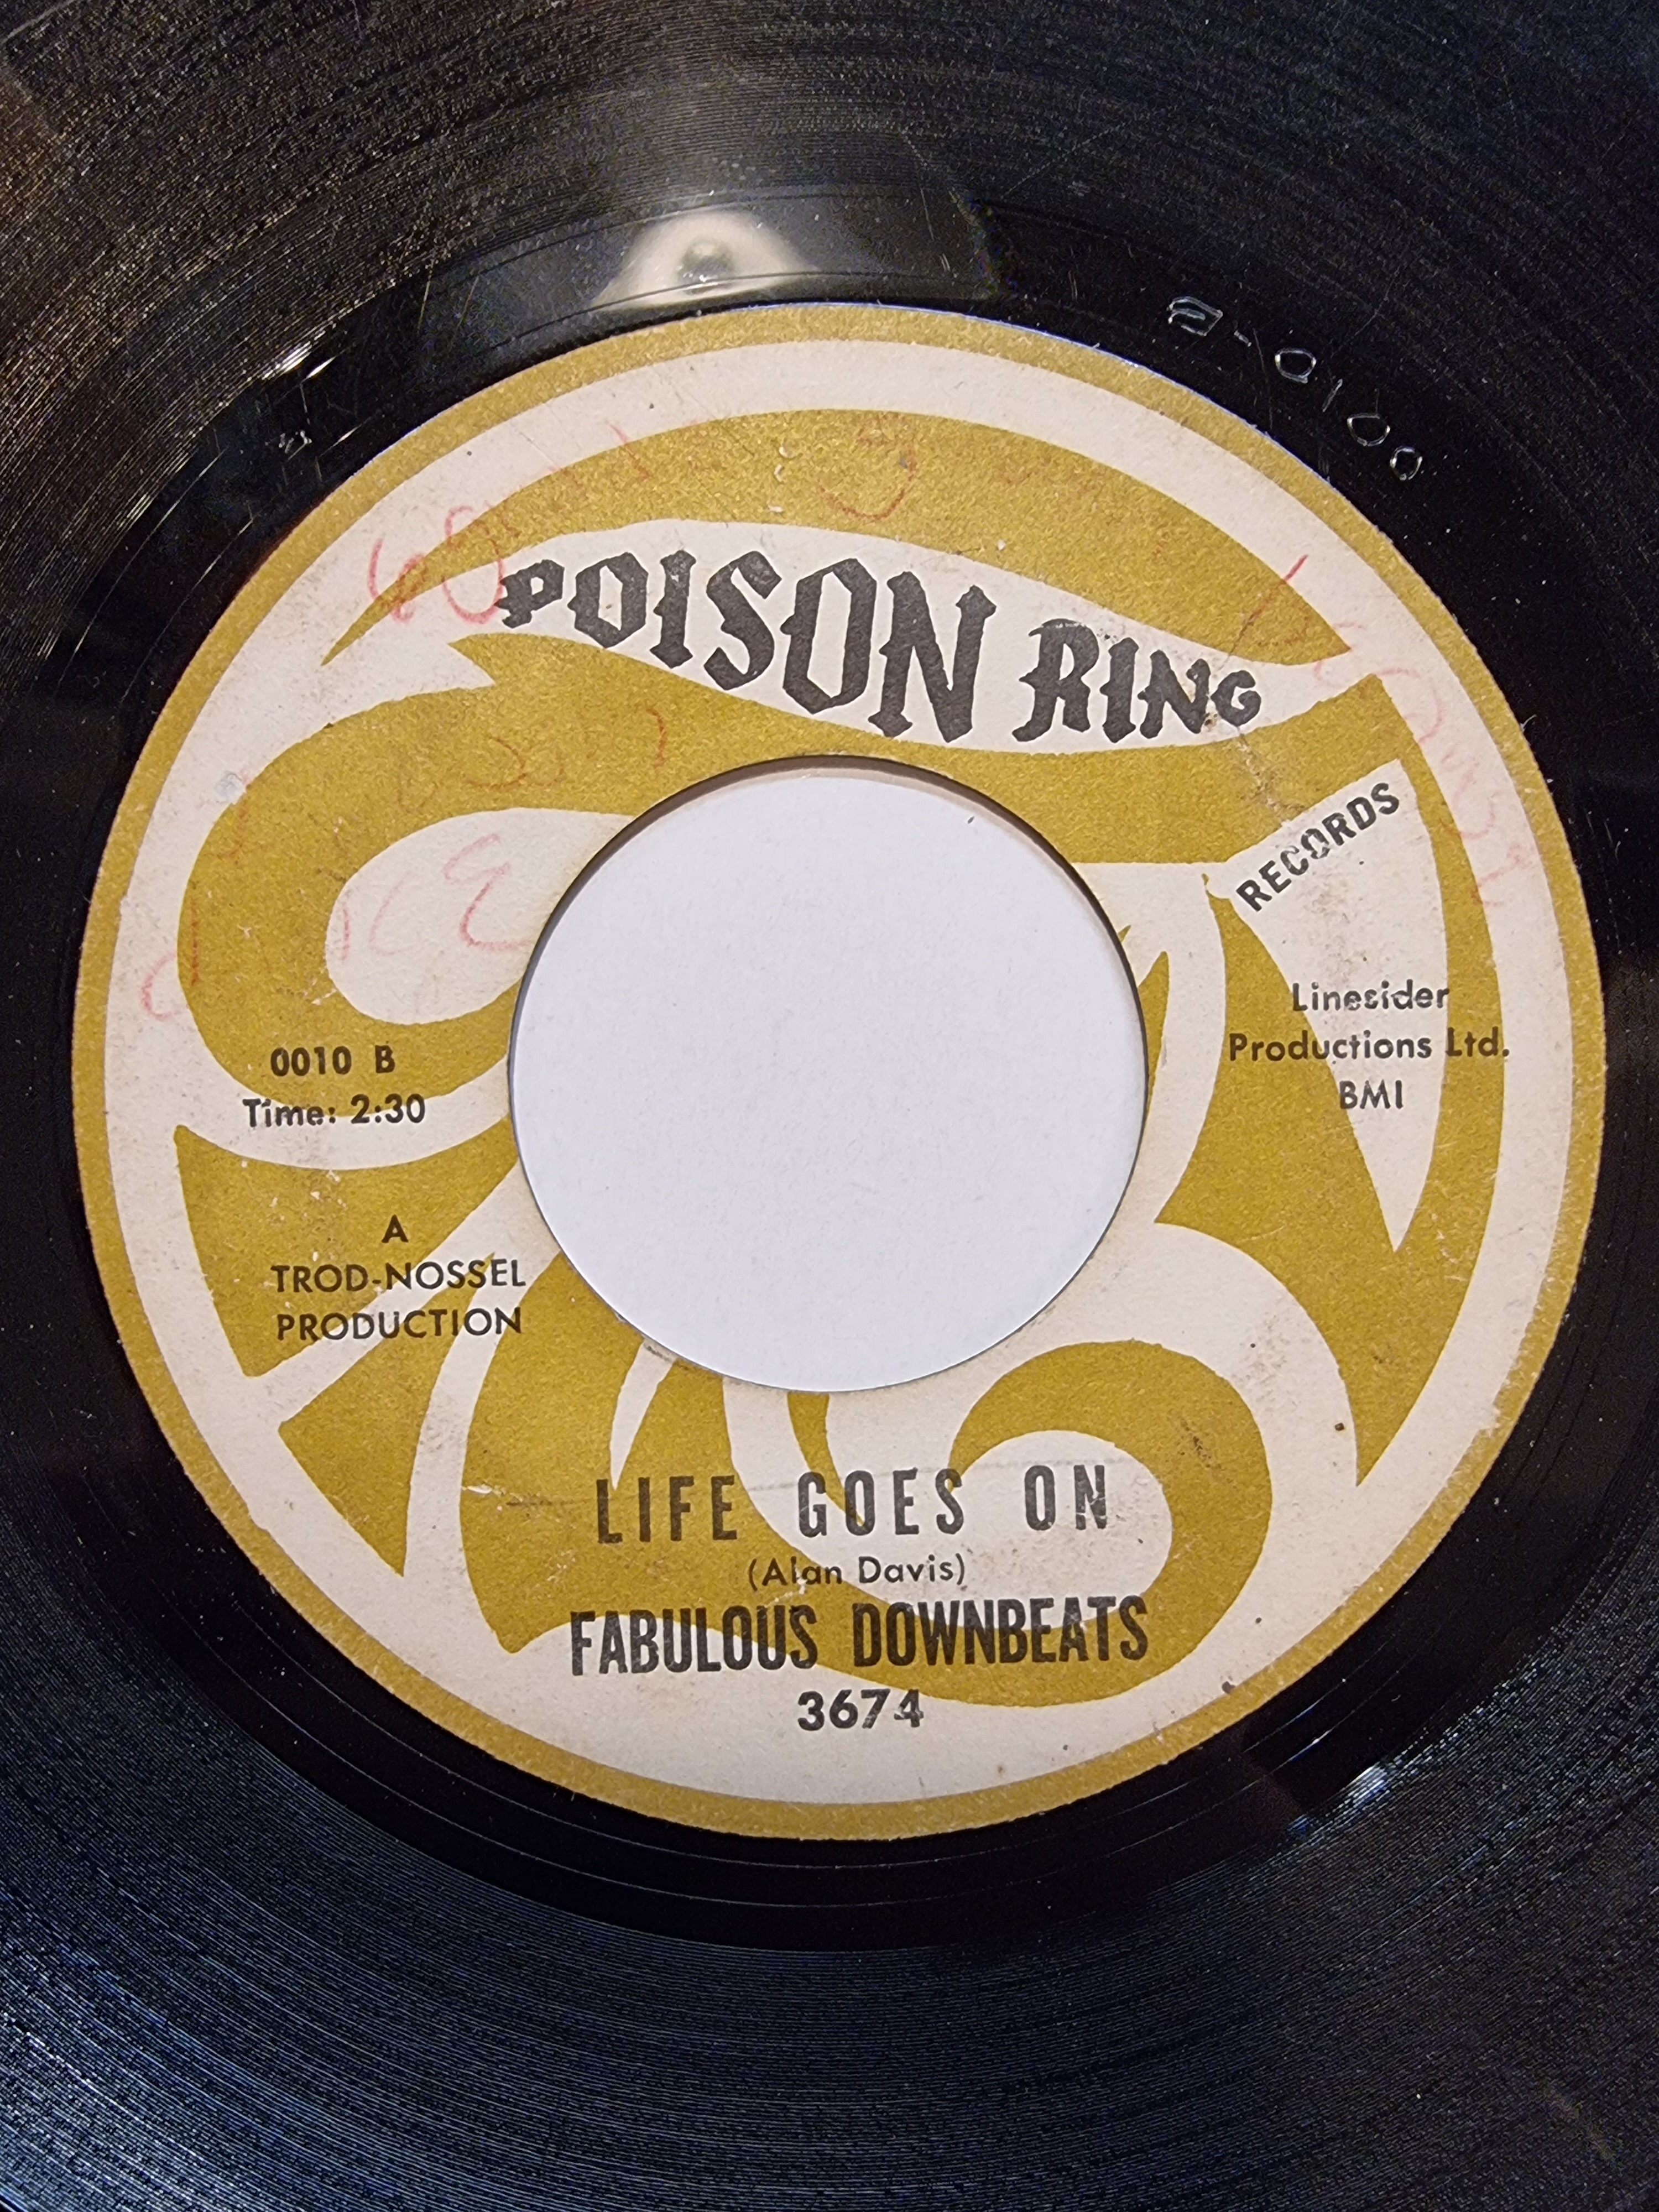 POISON RING
RECORDS
Linesider
Productions Ltd.
BMI
0010 B
Time: 2:30
A
TROD-NOSSEL
PRODUCTION
LIFE GOES ON
(Alan Davis)
FABULOUS DOWNBEATS
3674